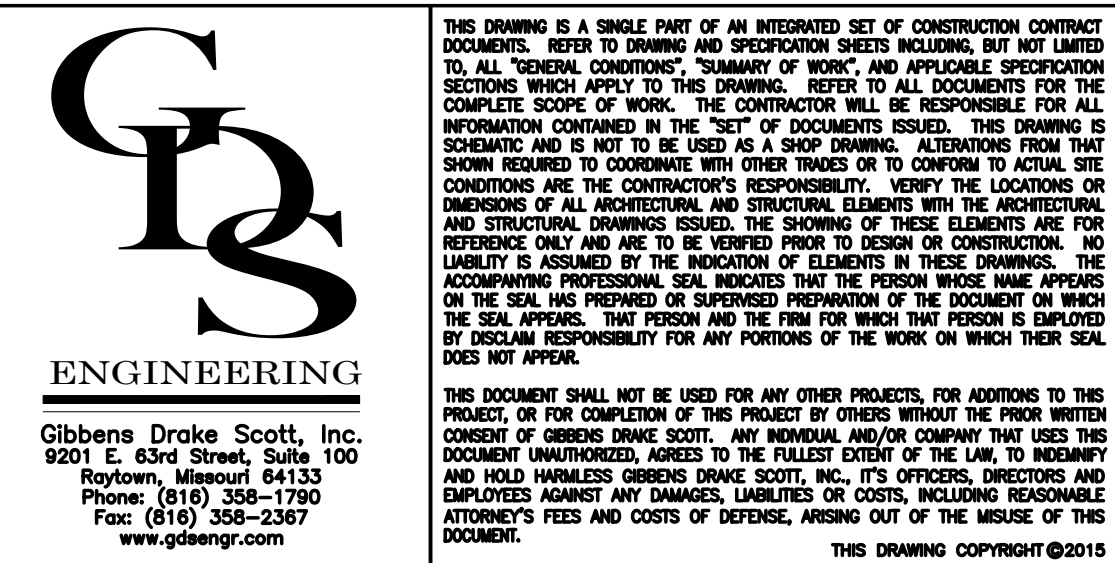 GDS
ENGINEERING
Gibbens Drake Scott, Inc.
9201 E. 63rd Street, Suite 100
Raytown, Missouri 64133
Phone: (816) 358-1790
Fax: (816) 358-2367
www.gdsengr.com
THIS DRAWING IS A SINGLE PART OF AN INTEGRATED SET OF CONSTRUCTION CONTRACT
DOCUMENTS. REFER TO DRAWING AND SPECIFICATION SHEETS INCLUDING, BUT NOT LIMITED
TO, ALL "GENERAL CONDITIONS", "SUMMARY OF WORK", AND APPLICABLE SPECIFICATION
SECTIONS WHICH APPLY TO THIS DRAWING. REFER TO ALL DOCUMENTS FOR THE
COMPLETE SCOPE OF WORK. THE CONTRACTOR WILL BE RESPONSIBLE FOR ALL
INFORMATION CONTAINED IN THE "SET" OF DOCUMENTS ISSUED. THIS DRAWING IS
SCHEMATIC AND IS NOT TO BE USED AS A SHOP DRAWING. ALTERATIONS FROM THAT
SHOWN REQUIRED TO COORDINATE WITH OTHER TRADES OR TO CONFORM TO ACTUAL SITE
CONDITIONS ARE THE CONTRACTOR'S RESPONSIBILITY. VERIFY THE LOCATIONS OR
DIMENSIONS OF ALL ARCHITECTURAL AND STRUCTURAL ELEMENTS WITH THE ARCHITECTURAL
AND STRUCTURAL DRAWINGS ISSUED. THE SHOWING OF THESE ELEMENTS ARE FOR
REFERENCE ONLY AND ARE TO BE VERIFIED PRIOR TO DESIGN OR CONSTRUCTION. NO
LIABILITY IS ASSUMED BY THE INDICATION OF ELEMENTS IN THESE DRAWINGS. THE
ACCOMPANYING PROFESSIONAL SEAL INDICATES THAT THE PERSON WHOSE NAME APPEARS
ON THE SEAL HAS PREPARED OR SUPERVISED PREPARATION OF THE DOCUMENT ON WHICH
THE SEAL APPEARS. THAT PERSON AND THE FIRM FOR WHICH THAT PERSON IS EMPLOYED
BY DISCLAIM RESPONSIBILITY FOR ANY PORTIONS OF THE WORK ON WHICH THEIR SEAL
DOES NOT APPEAR.
THIS DOCUMENT SHALL NOT BE USED FOR ANY OTHER PROJECTS, FOR ADDITIONS TO THIS
PROJECT, OR FOR COMPLETION OF THIS PROJECT BY OTHERS WITHOUT THE PRIOR WRITTEN
CONSENT OF GIBBENS DRAKE SCOTT. ANY INDIVIDUAL AND/OR COMPANY THAT USES THIS
DOCUMENT UNAUTHORIZED, AGREES TO THE FULLEST EXTENT OF THE LAW, TO INDEMNIFY
AND HOLD HARMLESS GIBBENS DRAKE SCOTT, INC., IT'S OFFICERS, DIRECTORS AND
EMPLOYEES AGAINST ANY DAMAGES, LIABILITIES OR COSTS, INCLUDING REASONABLE
ATTORNEY'S FEES AND COSTS OF DEFENSE, ARISING OUT OF THE MISUSE OF THIS
DOCUMENT.
THIS DRAWING COPYRIGHT©2015